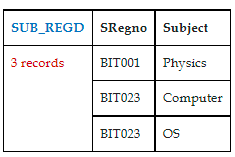 SUB_REGD SRegno Subject
3 records BIT001 Physics
BIT023 Computer
BIT023 OS